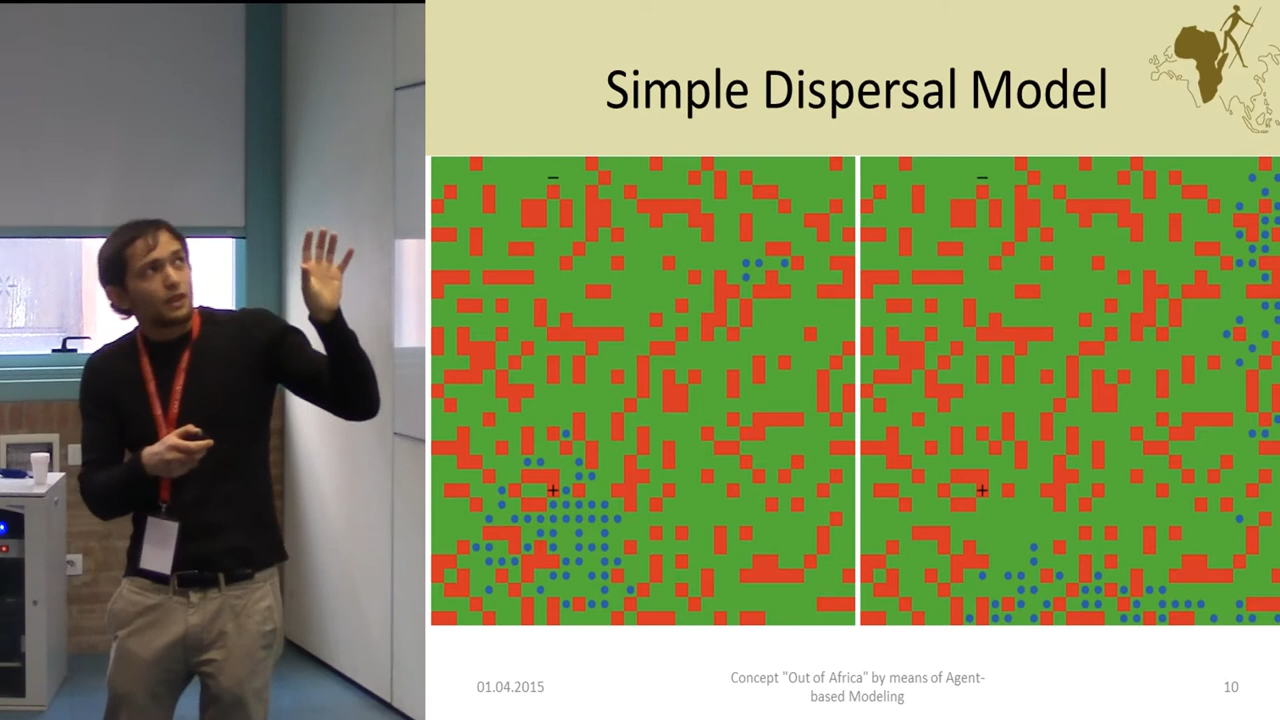 Simple Dispersal Model
–
–
+
+
01.04.2015
Concept "Out of Africa" by means of Agent-
based Modeling
10